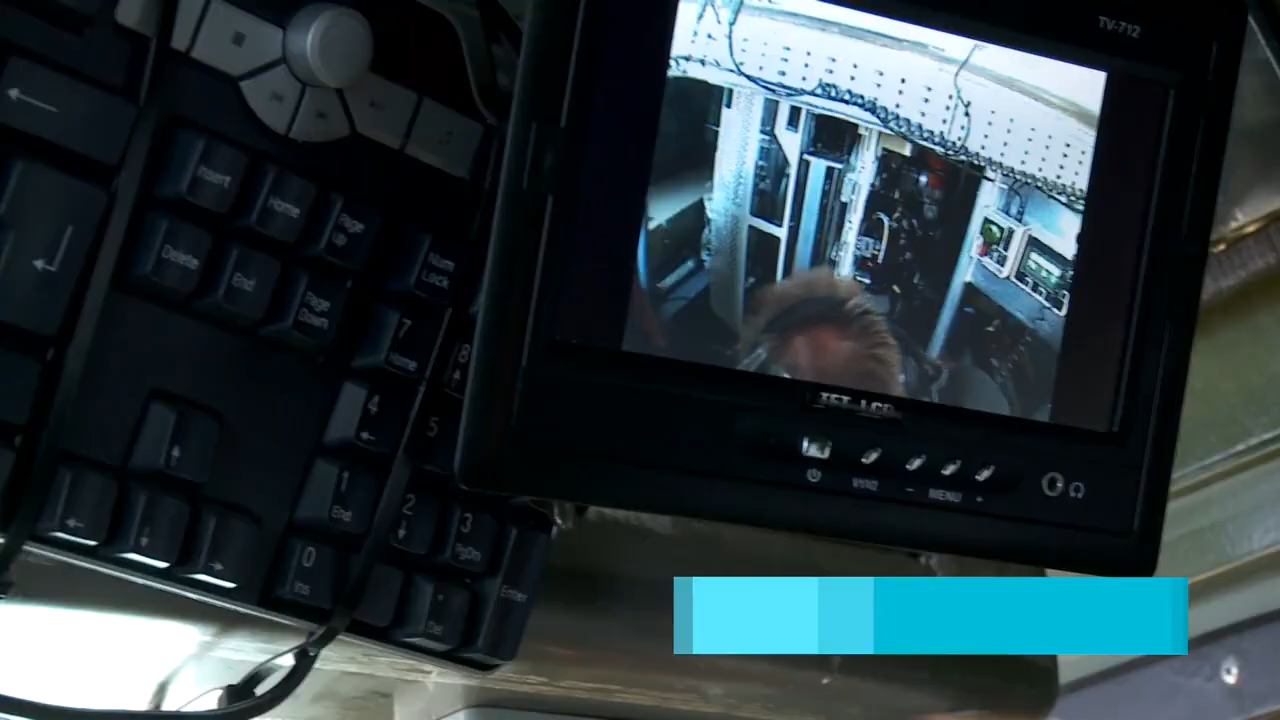 TV-712
Insert
Home
Page
Up
Delete
End
Page
Down
Num
Lock
7
Home
8
4
5
1
End
2
3
PgDn
0
Ins
Del
Enter
TFT-LCD
V1/V2
-
MENU
+